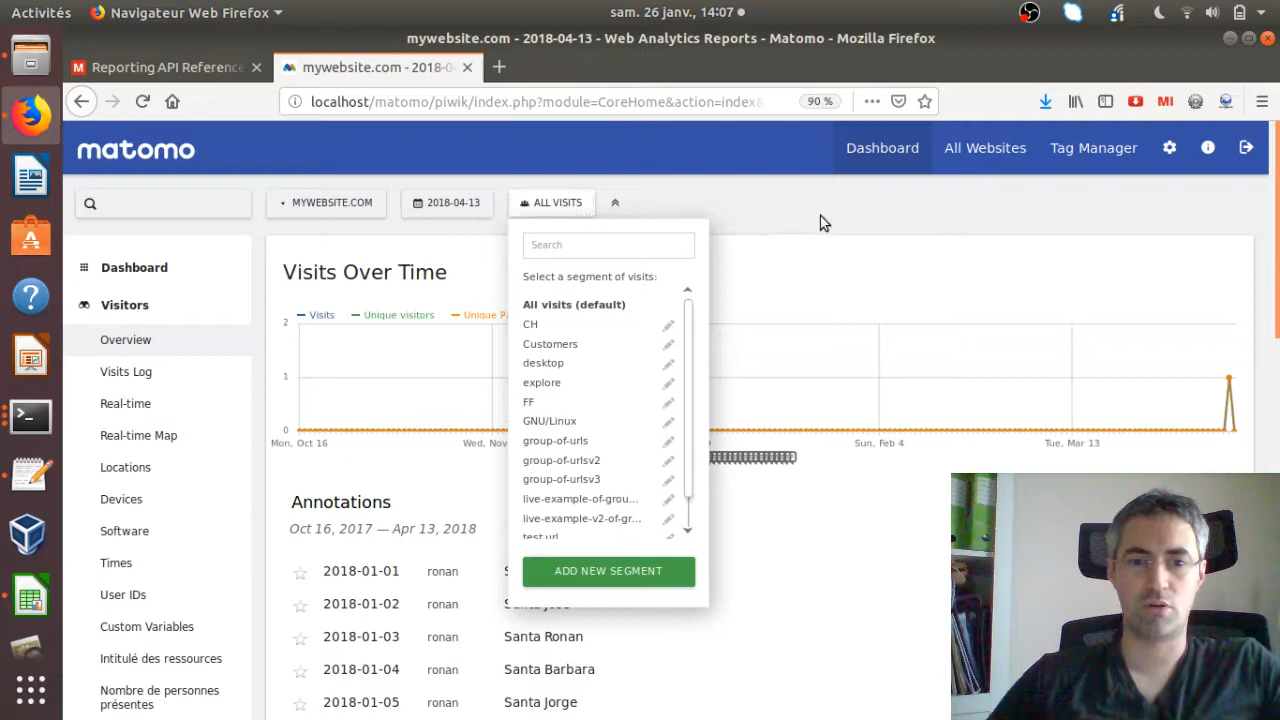 Activités
Navigateur Web Firefox
sam. 26 janv., 14:07
mywebsite.com - 2018-04-13 - Web Analytics Reports - Matomo - Mozilla Firefox
Reporting API Reference
mywebsite.com - 2018-0
localhost/matomo/piwik/index.php?module=CoreHome&action=index&
90 %
MI
matomo
Dashboard
All Websites
Tag Manager
MYWEBSITE.COM
2018-04-13
ALL VISITS
Dashboard
Visitors
Overview
Visits Log
Real-time
Real-time Map
Locations
Devices
Software
Times
User IDs
Custom Variables
Intitulé des ressources
Nombre de personnes
présentes
Visits Over Time
Visits
Unique visitors
Unique P
2
1
0
Mon, Oct 16
Wed, Nov
Sun, Feb 4
Tue, Mar 13
Search
Select a segment of visits:
All visits (default)
CH
Customers
desktop
explore
FF
GNU/Linux
group-of-urls
group-of-urlsv2
group-of-urlsv3
live-example-of-grou...
live-example-v2-of-gr...
test url
ADD NEW SEGMENT
Annotations
Oct 16, 2017 — Apr 13, 2018
2018-01-01 ronan S
2018-01-02 ronan Santa José
2018-01-03 ronan Santa Ronan
2018-01-04 ronan Santa Barbara
2018-01-05 ronan Santa Jorge